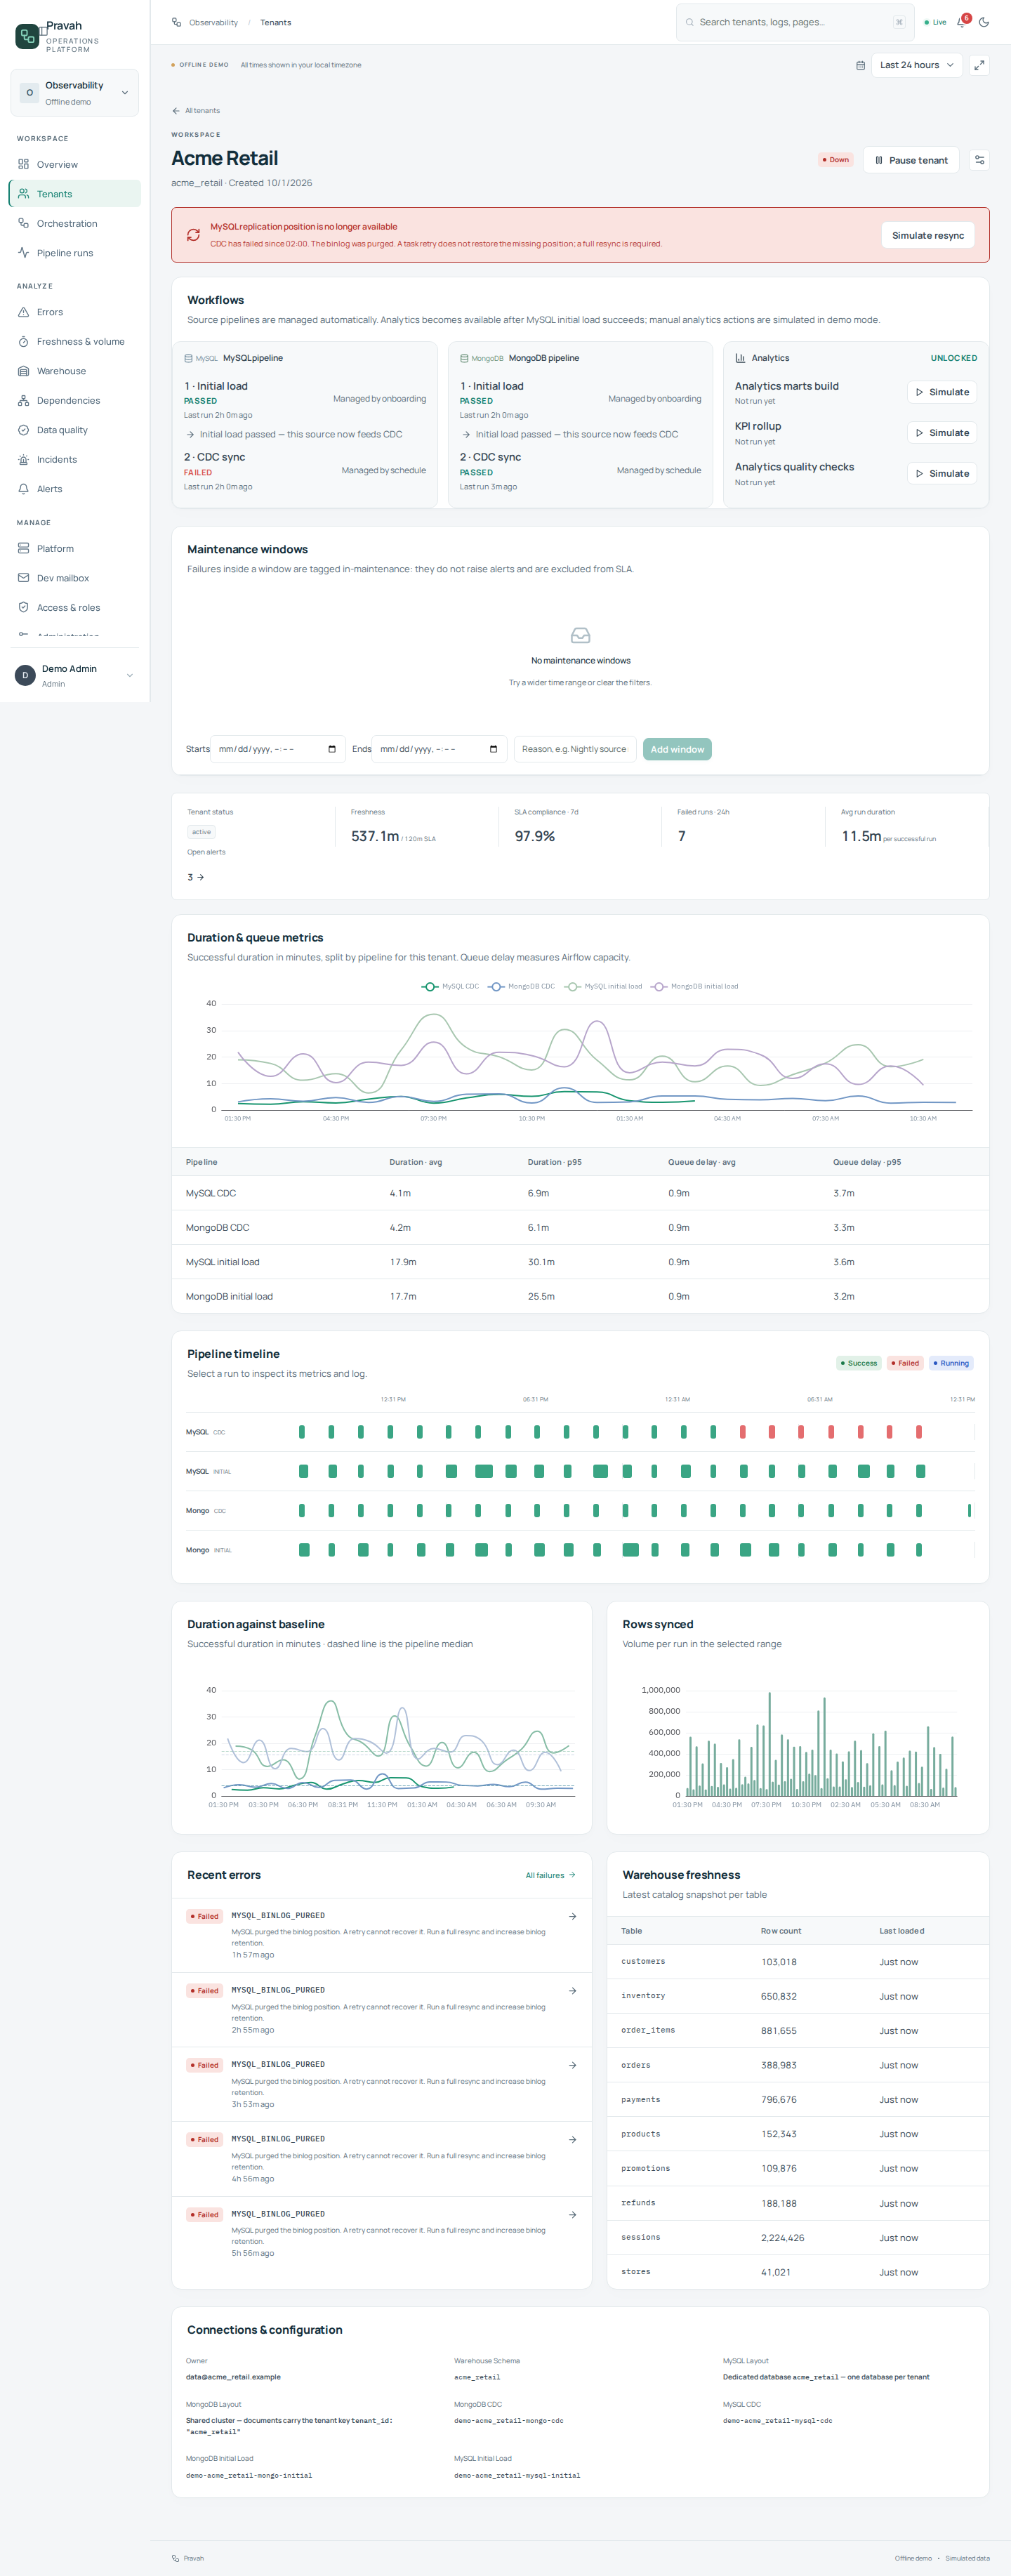 Pravah
OPERATIONS
PLATFORM
O
Observability
Offline demo
WORKSPACE
Overview
Tenants
Orchestration
Pipeline runs
ANALYZE
Errors
Freshness & volume
Warehouse
Dependencies
Data quality
Incidents
Alerts
MANAGE
Platform
Dev mailbox
Access & roles
Administration
D
Demo Admin
Admin
Observability / Tenants
Search tenants, logs, pages...
⌘
Live
6
OFFLINE DEMO All times shown in your local timezone
Last 24 hours
All tenants
WORKSPACE
Acme Retail
acme_retail · Created 10/1/2026
Down
Pause tenant
MySQL replication position is no longer available
CDC has failed since 02:00. The binlog was purged. A task retry does not restore the missing position; a full resync is required.
Simulate resync
Workflows
Source pipelines are managed automatically. Analytics becomes available after MySQL initial load succeeds; manual analytics actions are simulated in demo mode.
MySQL MySQL pipeline
1 · Initial load
PASSED
Last run 2h 0m ago
Managed by onboarding
Initial load passed — this source now feeds CDC
2 · CDC sync
FAILED
Last run 2h 0m ago
Managed by schedule
MongoDB MongoDB pipeline
1 · Initial load
PASSED
Last run 2h 0m ago
Managed by onboarding
Initial load passed — this source now feeds CDC
2 · CDC sync
PASSED
Last run 3m ago
Managed by schedule
Analytics
UNLOCKED
Analytics marts build
Not run yet
Simulate
KPI rollup
Not run yet
Simulate
Analytics quality checks
Not run yet
Simulate
Maintenance windows
Failures inside a window are tagged in-maintenance: they do not raise alerts and are excluded from SLA.
No maintenance windows
Try a wider time range or clear the filters.
Starts mm/dd/yyyy, --:-- Ends mm/dd/yyyy, --:-- Reason, e.g. Nightly source Add window
Tenant status
active
Freshness
537.1m / 120m SLA
SLA compliance · 7d
97.9%
Failed runs · 24h
7
Avg run duration
11.5m per successful run
Open alerts
3
Duration & queue metrics
Successful duration in minutes, split by pipeline for this tenant. Queue delay measures Airflow capacity.
MySQL CDC MongoDB CDC MySQL initial load MongoDB initial load
40
30
20
10
0
01:30 PM 04:30 PM 07:30 PM 10:30 PM 01:30 AM 04:30 AM 07:30 AM 10:30 AM
Pipeline Duration · avg Duration · p95 Queue delay · avg Queue delay · p95
MySQL CDC 4.1m 6.9m 0.9m 3.7m
MongoDB CDC 4.2m 6.1m 0.9m 3.3m
MySQL initial load 17.9m 30.1m 0.9m 3.6m
MongoDB initial load 17.7m 25.5m 0.9m 3.2m
Pipeline timeline
Select a run to inspect its metrics and log.
Success Failed Running
12:31 PM 06:31 PM 12:31 AM 06:31 AM 12:31 PM
MySQL CDC
MySQL INITIAL
Mongo CDC
Mongo INITIAL
Duration against baseline
Successful duration in minutes · dashed line is the pipeline median
40
30
20
10
0
01:30 PM 03:30 PM 06:30 PM 08:31 PM 11:30 PM 01:30 AM 04:30 AM 06:30 AM 09:30 AM
Rows synced
Volume per run in the selected range
1,000,000
800,000
600,000
400,000
200,000
0
01:30 PM 04:30 PM 07:30 PM 10:30 PM 02:30 AM 05:30 AM 08:30 AM
Recent errors
All failures
Failed MYSQL_BINLOG_PURGED
MySQL purged the binlog position. A retry cannot recover it. Run a full resync and increase binlog
retention.
1h 57m ago
Failed MYSQL_BINLOG_PURGED
MySQL purged the binlog position. A retry cannot recover it. Run a full resync and increase binlog
retention.
2h 55m ago
Failed MYSQL_BINLOG_PURGED
MySQL purged the binlog position. A retry cannot recover it. Run a full resync and increase binlog
retention.
3h 53m ago
Failed MYSQL_BINLOG_PURGED
MySQL purged the binlog position. A retry cannot recover it. Run a full resync and increase binlog
retention.
4h 56m ago
Failed MYSQL_BINLOG_PURGED
MySQL purged the binlog position. A retry cannot recover it. Run a full resync and increase binlog
retention.
5h 56m ago
Warehouse freshness
Latest catalog snapshot per table
Table Row count Last loaded
customers 103,018 Just now
inventory 650,832 Just now
order_items 881,655 Just now
orders 388,983 Just now
payments 796,676 Just now
products 152,343 Just now
promotions 109,876 Just now
refunds 188,188 Just now
sessions 2,224,426 Just now
stores 41,021 Just now
Connections & configuration
Owner
data@acme_retail.example
Warehouse Schema
acme_retail
MySQL Layout
Dedicated database acme_retail — one database per tenant
MongoDB Layout
Shared cluster — documents carry the tenant key tenant_id:
"acme_retail"
MongoDB CDC
demo-acme_retail-mongo-cdc
MySQL CDC
demo-acme_retail-mysql-cdc
MongoDB Initial Load
demo-acme_retail-mongo-initial
MySQL Initial Load
demo-acme_retail-mysql-initial
Pravah
Offline demo • Simulated data